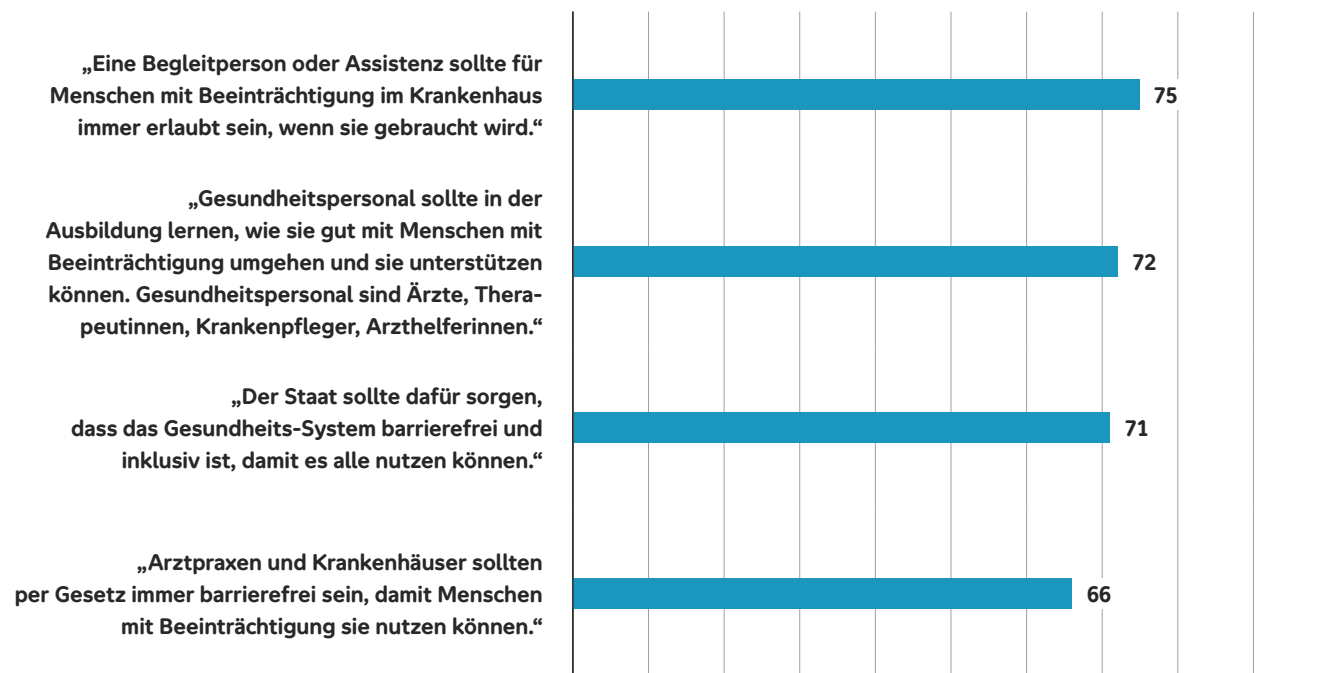 „Eine Begleitperson oder Assistenz sollte für
Menschen mit Beeinträchtigung im Krankenhaus
immer erlaubt sein, wenn sie gebraucht wird.“
75
„Gesundheitspersonal sollte in der
Ausbildung lernen, wie sie gut mit Menschen mit
Beeinträchtigung umgehen und sie unterstützen
können. Gesundheitspersonal sind Ärzte, Thera-
peutinnen, Krankenpfleger, Arzthelferinnen.“
72
„Der Staat sollte dafür sorgen,
dass das Gesundheits-System barrierefrei und
inklusiv ist, damit es alle nutzen können.“
71
„Arztpraxen und Krankenhäuser sollten
per Gesetz immer barrierefrei sein, damit Menschen
mit Beeinträchtigung sie nutzen können.“
66